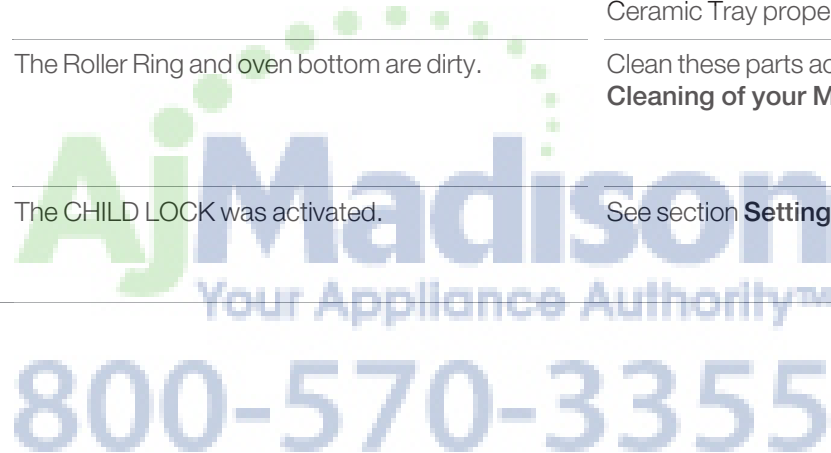 Ceramic Tray prope
The Roller Ring and oven bottom are dirty.
Clean these parts ac
Cleaning of your M
The CHILD LOCK was activated.
See section Setting
AjMadison
Your Appliance Authority™
800-570-3355